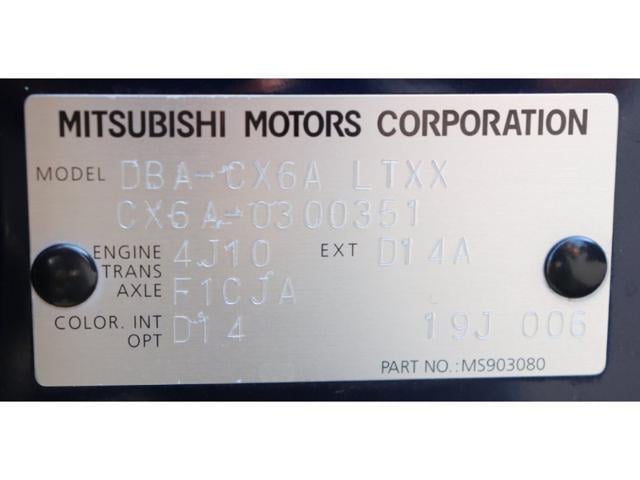 MITSUBISHI MOTORS CORPORATION
MODEL DBA-CX6A LTXX
CX6A-0300351
ENGINE 4J10 EXT D14A
TRANS
AXLE F1CJA
COLOR. INT D14 19J 006
OPT
PART NO.:MS903080